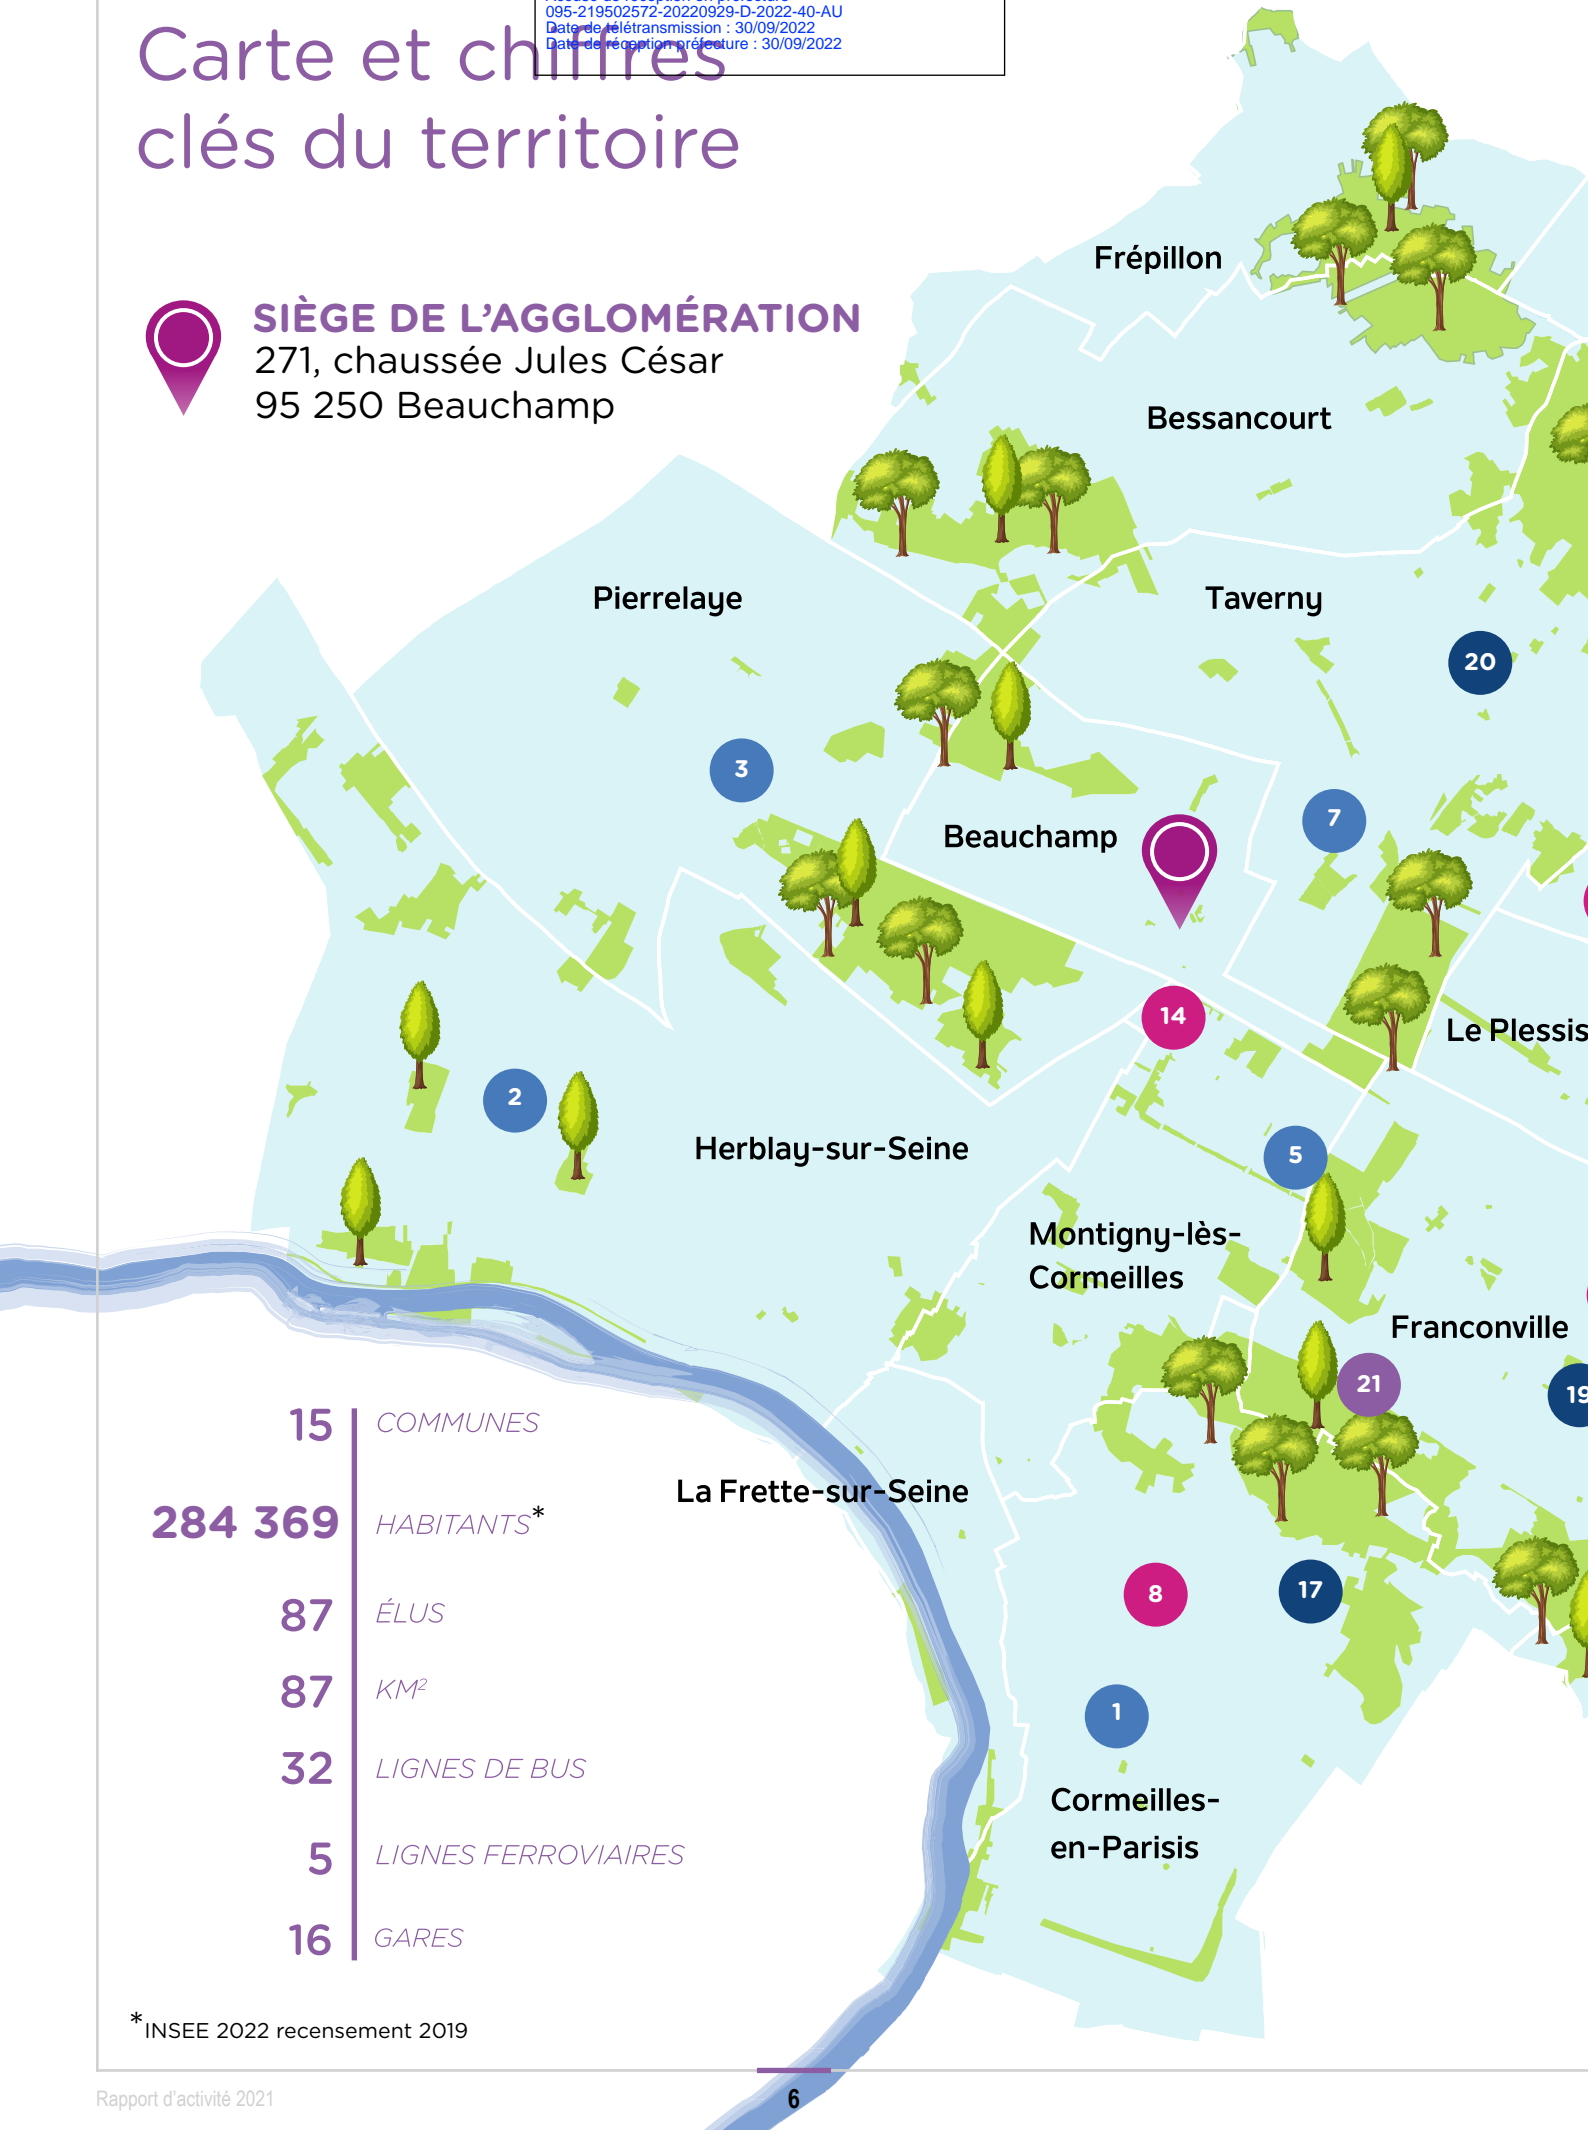 095-219502572-20220929-D-2022-40-AU
Date de télétransmission : 30/09/2022
Date de réception préfecture : 30/09/2022
Carte et chiffres
clés du territoire
SIÈGE DE L'AGGLOMÉRATION
271, chaussée Jules César
95 250 Beauchamp
Frépillon
Bessancourt
Pierrelaye
Taverny
20
3
7
Beauchamp
14
Le Plessis
2
5
Herblay-sur-Seine
Montigny-lès-
Cormeilles
Franconville
21
19
La Frette-sur-Seine
8
17
1
Cormeilles-
en-Parisis
15 COMMUNES
284 369 HABITANTS*
87 ÉLUS
87 KM²
32 LIGNES DE BUS
5 LIGNES FERROVIAIRES
16 GARES
*INSEE 2022 recensement 2019
Rapport d'activité 2021
6